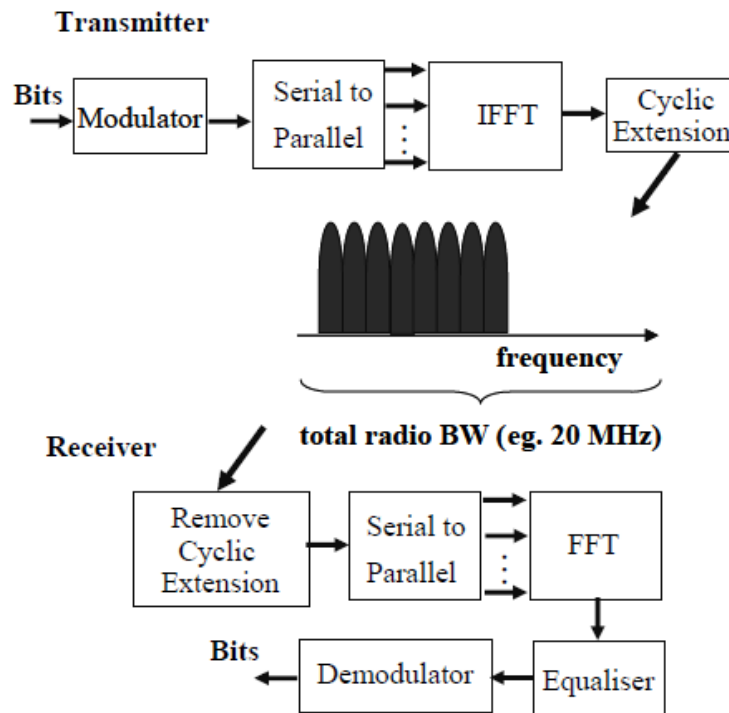 Transmitter
Bits
Modulator
Serial to
Parallel
IFFT
Cyclic
Extension
frequency
total radio BW (eg. 20 MHz)
Receiver
Remove
Cyclic
Extension
Serial to
Parallel
FFT
Bits
Demodulator
Equaliser